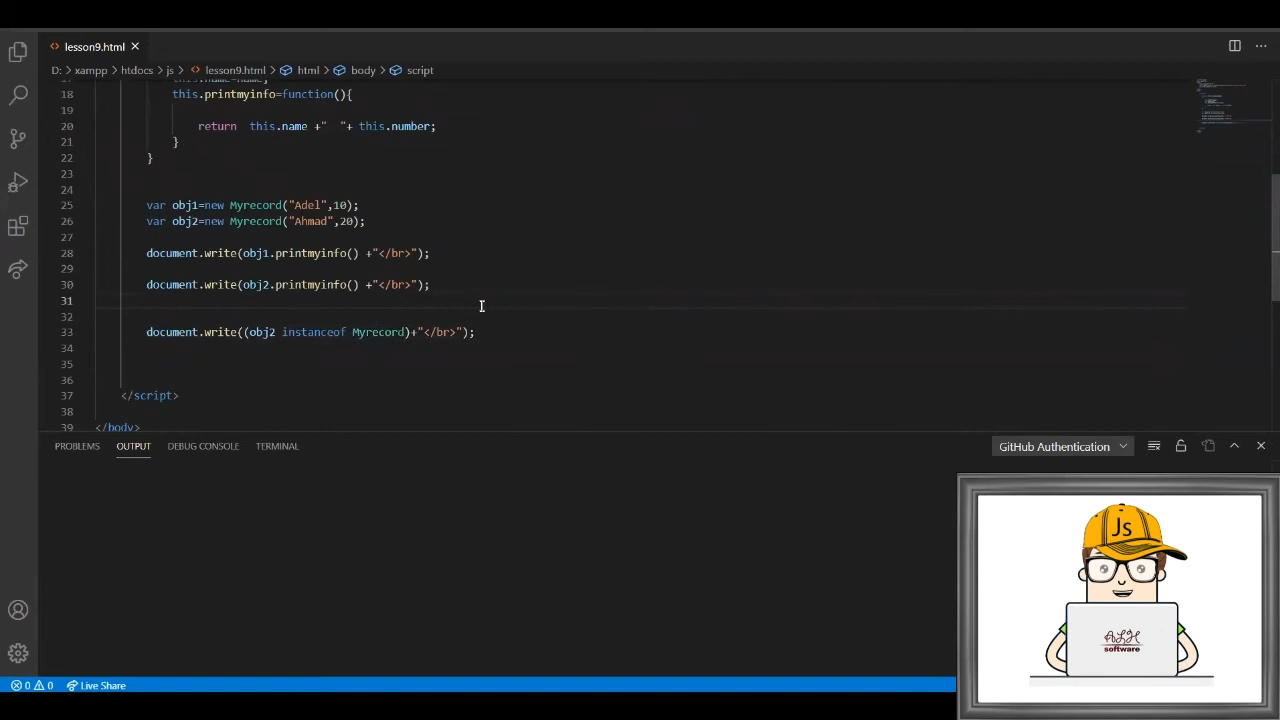 lesson9.html
D: > xampp > htdocs > js > lesson9.html > html > body > script
18 this.printmyinfo=function(){
19
20 return  this.name +"  "+ this.number;
21 }
22 }
23
24
25 var obj1=new Myrecord("Adel",10);
26 var obj2=new Myrecord("Ahmad",20);
27
28 document.write(obj1.printmyinfo() +"</br>");
29
30 document.write(obj2.printmyinfo() +"</br>");
31
32
33 document.write((obj2 instanceof Myrecord)+"</br>");
34
35
36
37 </script>
38
39 </body>
PROBLEMS OUTPUT DEBUG CONSOLE TERMINAL GitHub Authentication
Js
ALH
software
0 0 Live Share